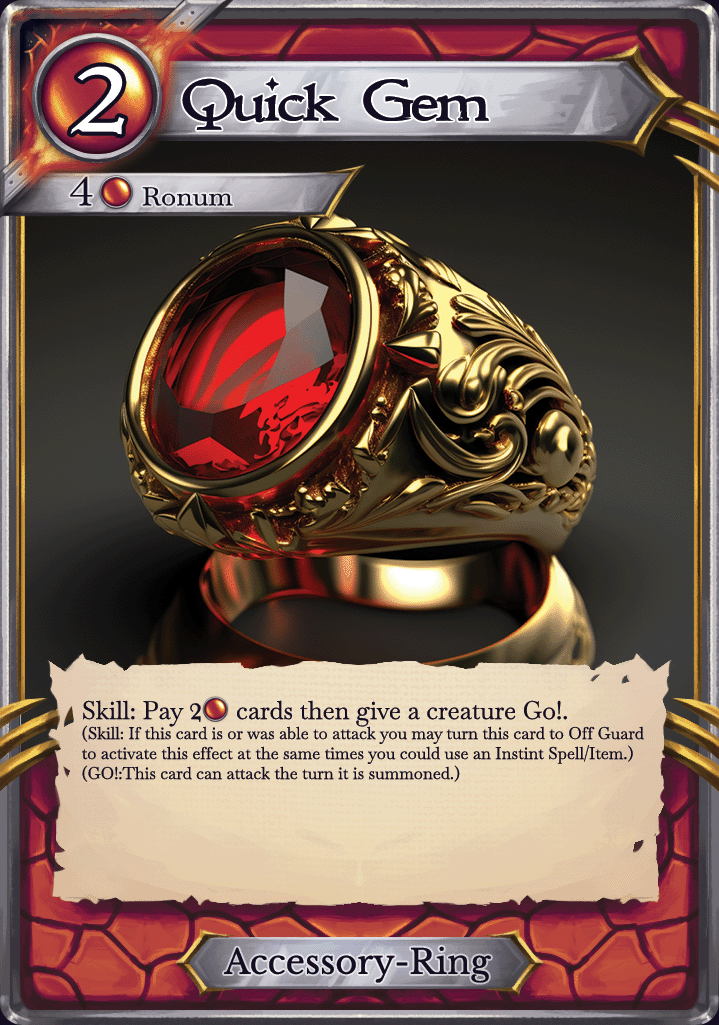 2
Quick Gem
4 Ronum
Skill: Pay 2 cards then give a creature Go!.
(Skill: If this card is or was able to attack you may turn this card to Off Guard
to activate this effect at the same times you could use an Instint Spell/Item.)
(GO!:This card can attack the turn it is summoned.)
Accessory-Ring